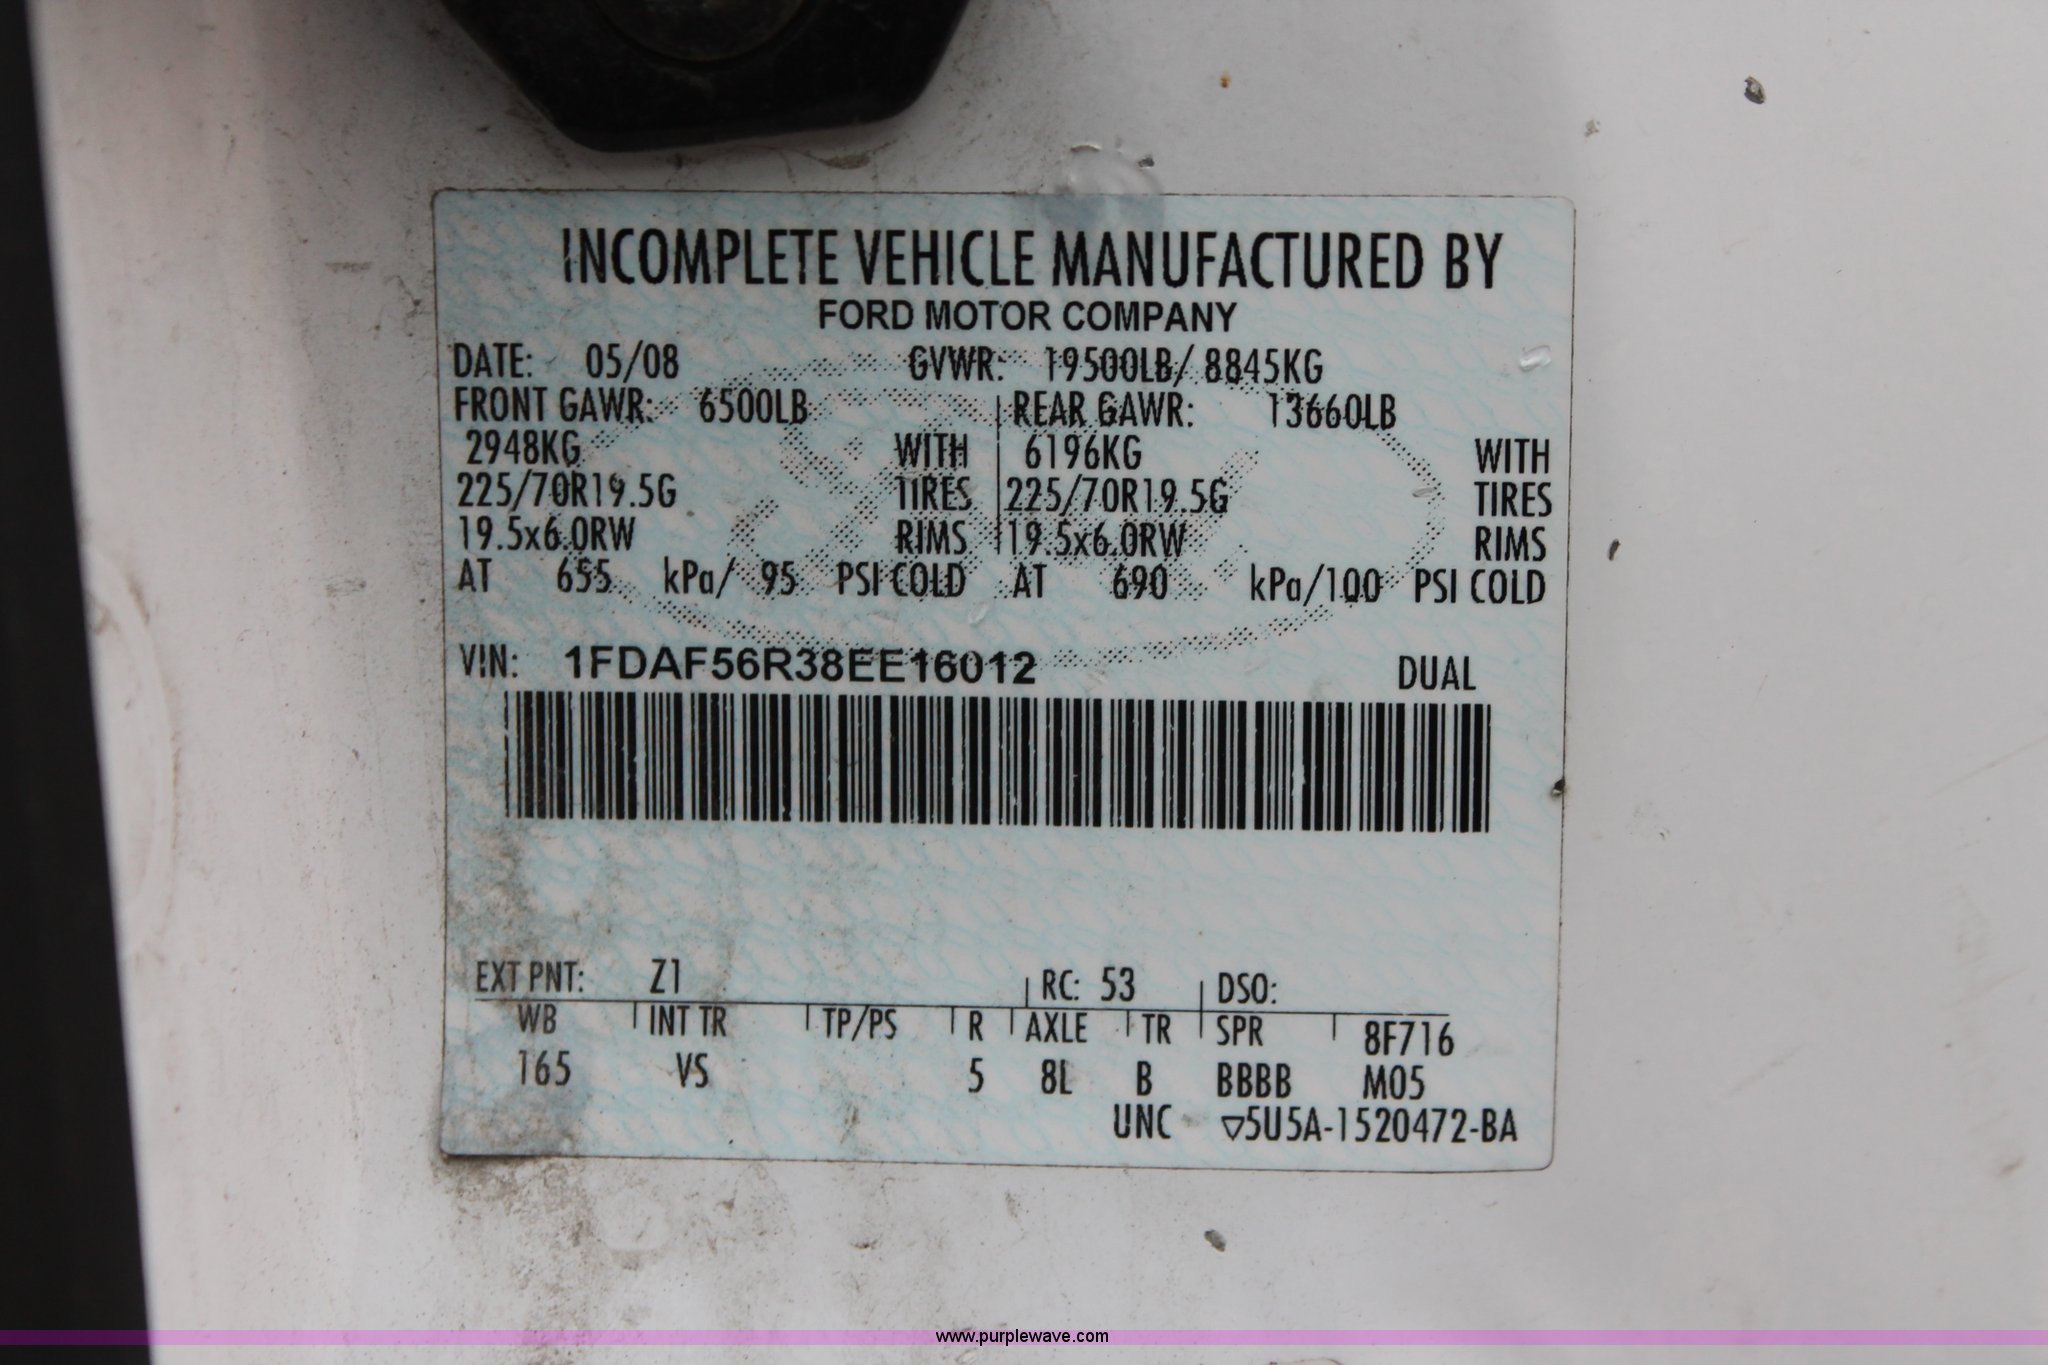 INCOMPLETE VEHICLE MANUFACTURED BY
FORD MOTOR COMPANY
DATE: 05/08 GVWR: 19500LB/ 8845KG
FRONT GAWR: 6500LB REAR GAWR: 13660LB
2948KG WITH 6196KG WITH
225/70R19.5G TIRES 225/70R19.5G TIRES
19.5x6.0RW RIMS 19.5x6.0RW RIMS
AT 655 kPa/ 95 PSI COLD AT 690 kPa/100 PSI COLD
VIN: 1FDAF56R38EE16012 DUAL
EXT PNT: Z1 RC: 53 DSO:
WB INT TR TP/PS R AXLE TR SPR 8F716
165 VS 5 8L B BBBB M05
UNC ▽5U5A-1520472-BA
www.purplewave.com